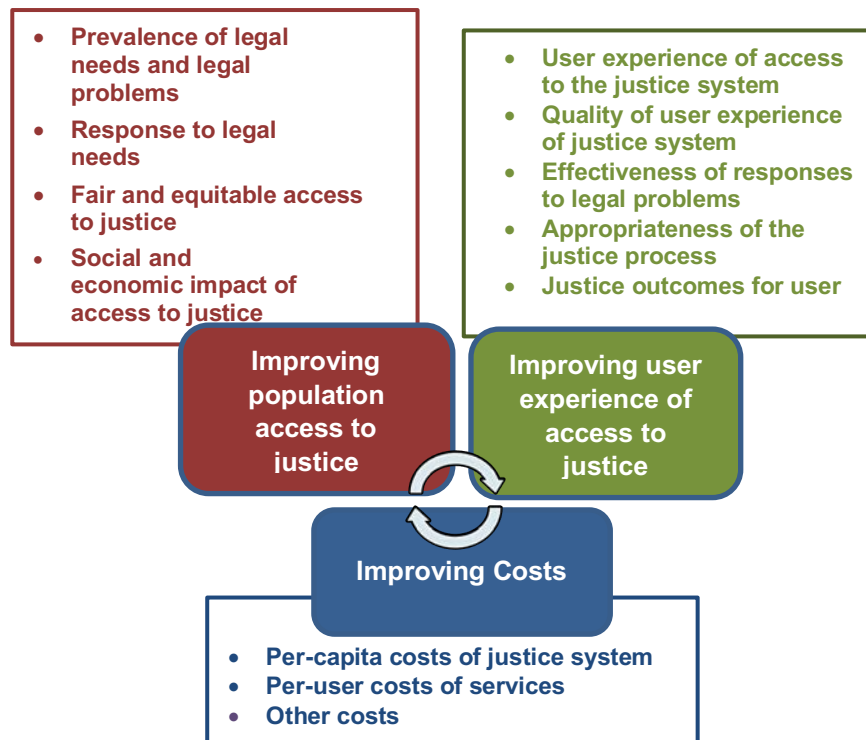 • Prevalence of legal
needs and legal
problems
• Response to legal
needs
• Fair and equitable access
to justice
• Social and
economic impact of
access to justice
• User experience of access
to the justice system
• Quality of user experience
of justice system
• Effectiveness of responses
to legal problems
• Appropriateness of the
justice process
• Justice outcomes for user
Improving
population
access to
justice
Improving user
experience of
access to
justice
Improving Costs
• Per-capita costs of justice system
• Per-user costs of services
• Other costs